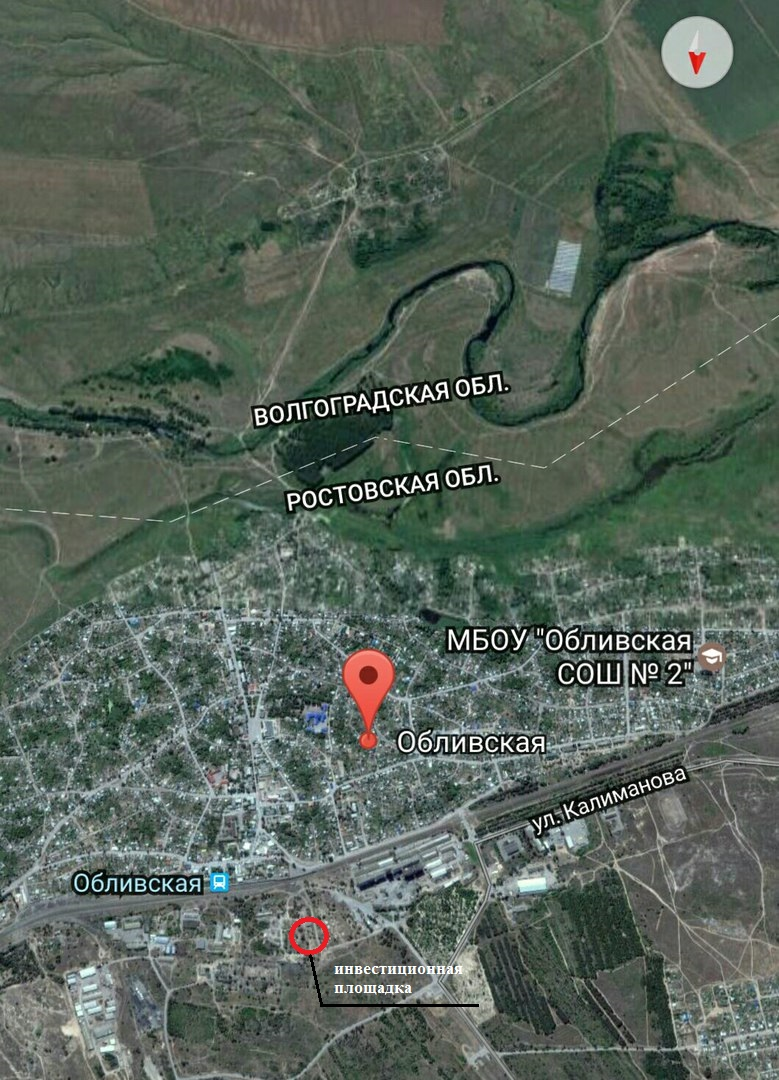 ВОЛГОГРАДСКАЯ ОБЛ.
РОСТОВСКАЯ ОБЛ.
МБОУ "Обливская
СОШ № 2"
Обливская
ул. Калиманова
Обливская
инвестиционная
площадка